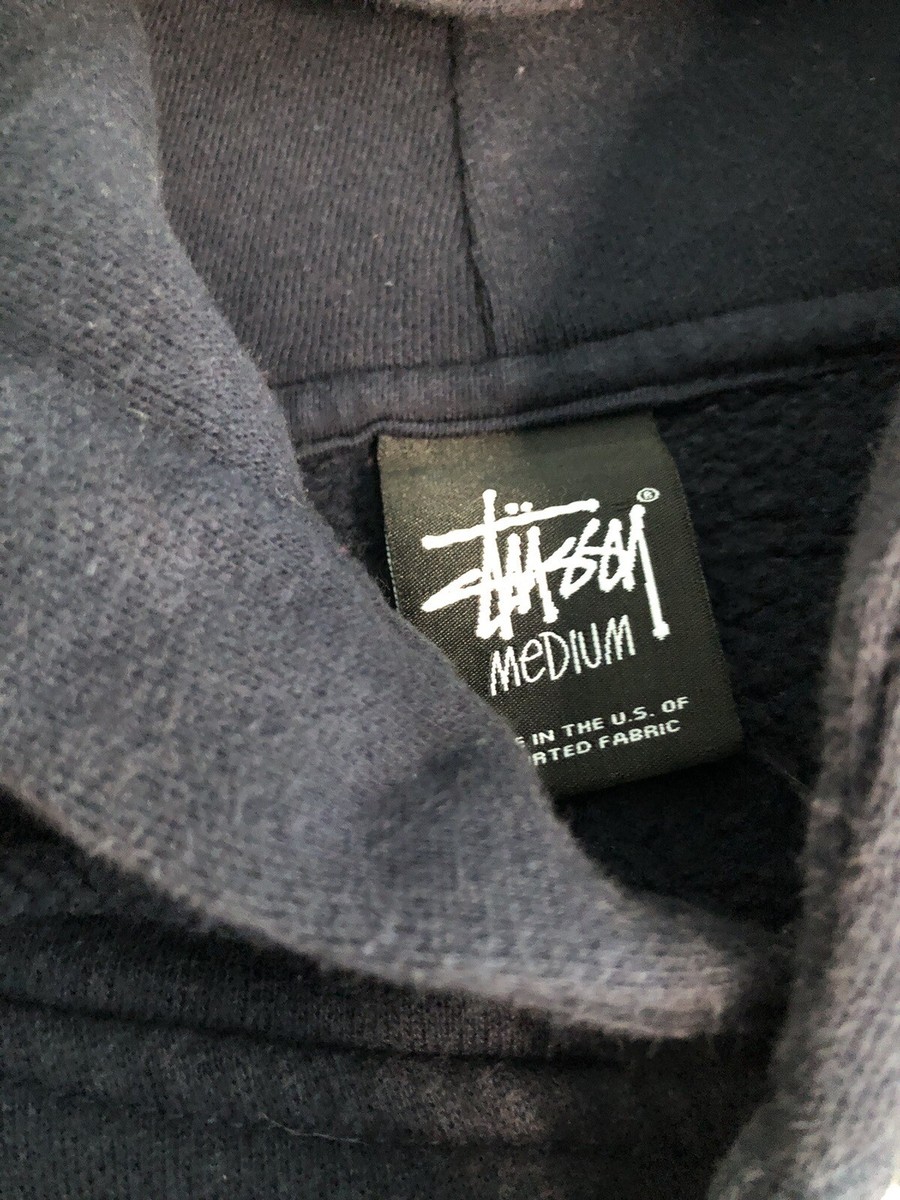 Stüssy ®
MEDIUM
IN THE U.S. OF
FABRIC